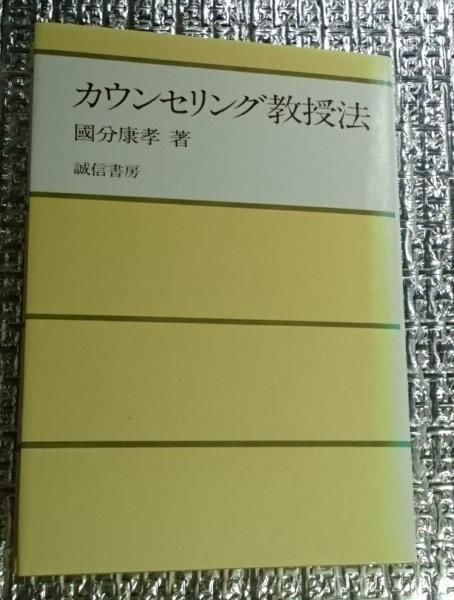 カウンセリング教授法
國分康孝 著
誠信書房